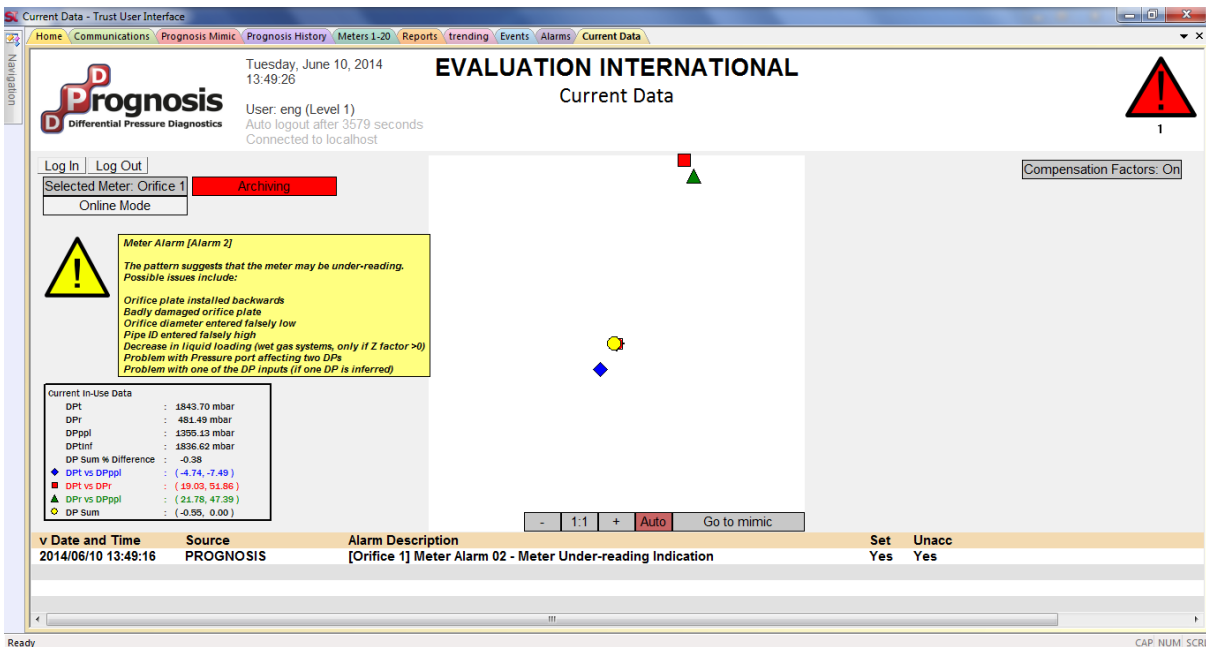 Current Data - Trust User Interface
Home Communications Prognosis Mimic Prognosis History Meters 1-20 Reports trending Events Alarms Current Data
Navigation
DPrognosis
D Differential Pressure Diagnostics
Tuesday, June 10, 2014
13:49:26
User: eng (Level 1)
Auto logout after 3579 seconds
Connected to localhost
EVALUATION INTERNATIONAL
Current Data
1
Log In Log Out
Selected Meter: Orifice 1 Archiving
Online Mode
Compensation Factors: On
Meter Alarm [Alarm 2]
The pattern suggests that the meter may be under-reading.
Possible issues include:
Orifice plate installed backwards
Badly damaged orifice plate
Orifice diameter entered falsely low
Pipe ID entered falsely high
Decrease in liquid loading (wet gas systems, only if Z factor >0)
Problem with Pressure port affecting two DPs
Problem with one of the DP inputs (if one DP is inferred)
Current In-Use Data
DPt : 1843.70 mbar
DPr : 481.49 mbar
DPppl : 1355.13 mbar
DPtinf : 1836.62 mbar
DP Sum % Difference : -0.38
DPt vs DPppl : ( -4.74, -7.49 )
DPt vs DPr : ( 19.03, 51.86 )
DPr vs DPppl : ( 21.78, 47.39 )
DP Sum : ( -0.55, 0.00 )
- 1:1 + Auto Go to mimic
v Date and Time Source Alarm Description Set Unacc
2014/06/10 13:49:16 PROGNOSIS [Orifice 1] Meter Alarm 02 - Meter Under-reading Indication Yes Yes
Ready
CAP NUM SCRL